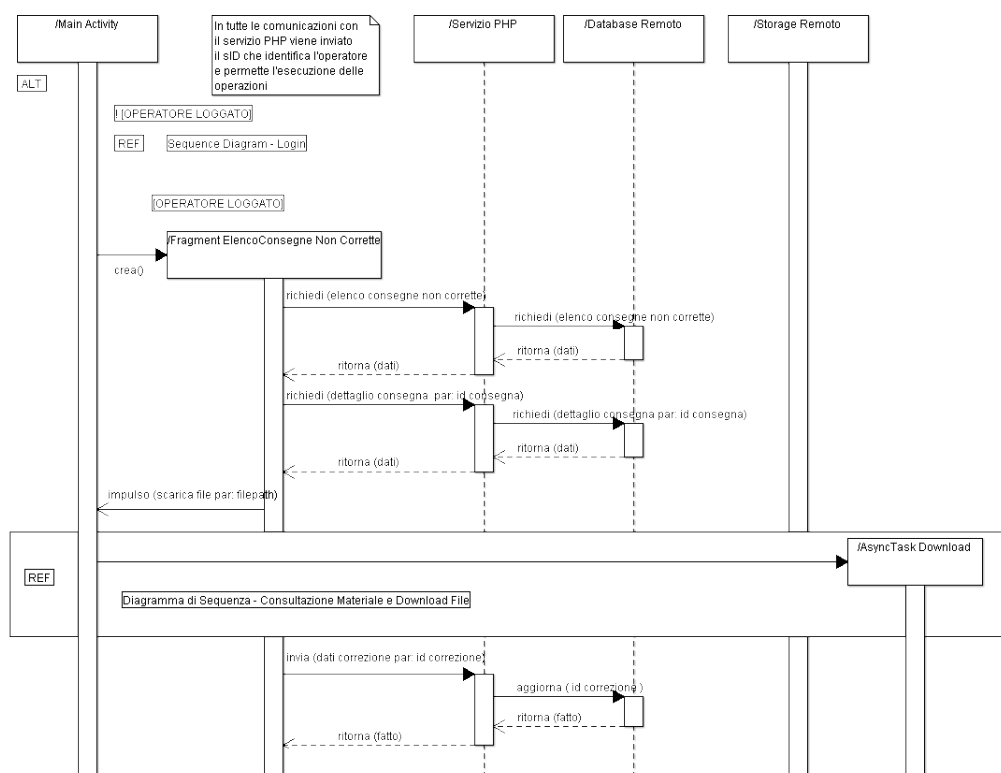 /Main Activity
In tutte le comunicazioni con
il servizio PHP viene inviato
il sID che identifica l'operatore
e permette l'esecuzione delle
operazioni
/Servizio PHP
/Database Remoto
/Storage Remoto
ALT
! [OPERATORE LOGGATO]
REF
Sequence Diagram - Login
[OPERATORE LOGGATO]
/Fragment ElencoConsegne Non Corrette
crea()
richiedi (elenco consegne non corrette)
richiedi (elenco consegne non corrette)
ritorna (dati)
ritorna (dati)
richiedi (dettaglio consegna par: id consegna)
richiedi (dettaglio consegna par: id consegna)
ritorna (dati)
ritorna (dati)
impulso (scarica file par: filepath)
/AsyncTask Download
REF
Diagramma di Sequenza - Consultazione Materiale e Download File
invia (dati correzione par: id correzione)
aggiorna ( id correzione )
ritorna (fatto)
ritorna (fatto)